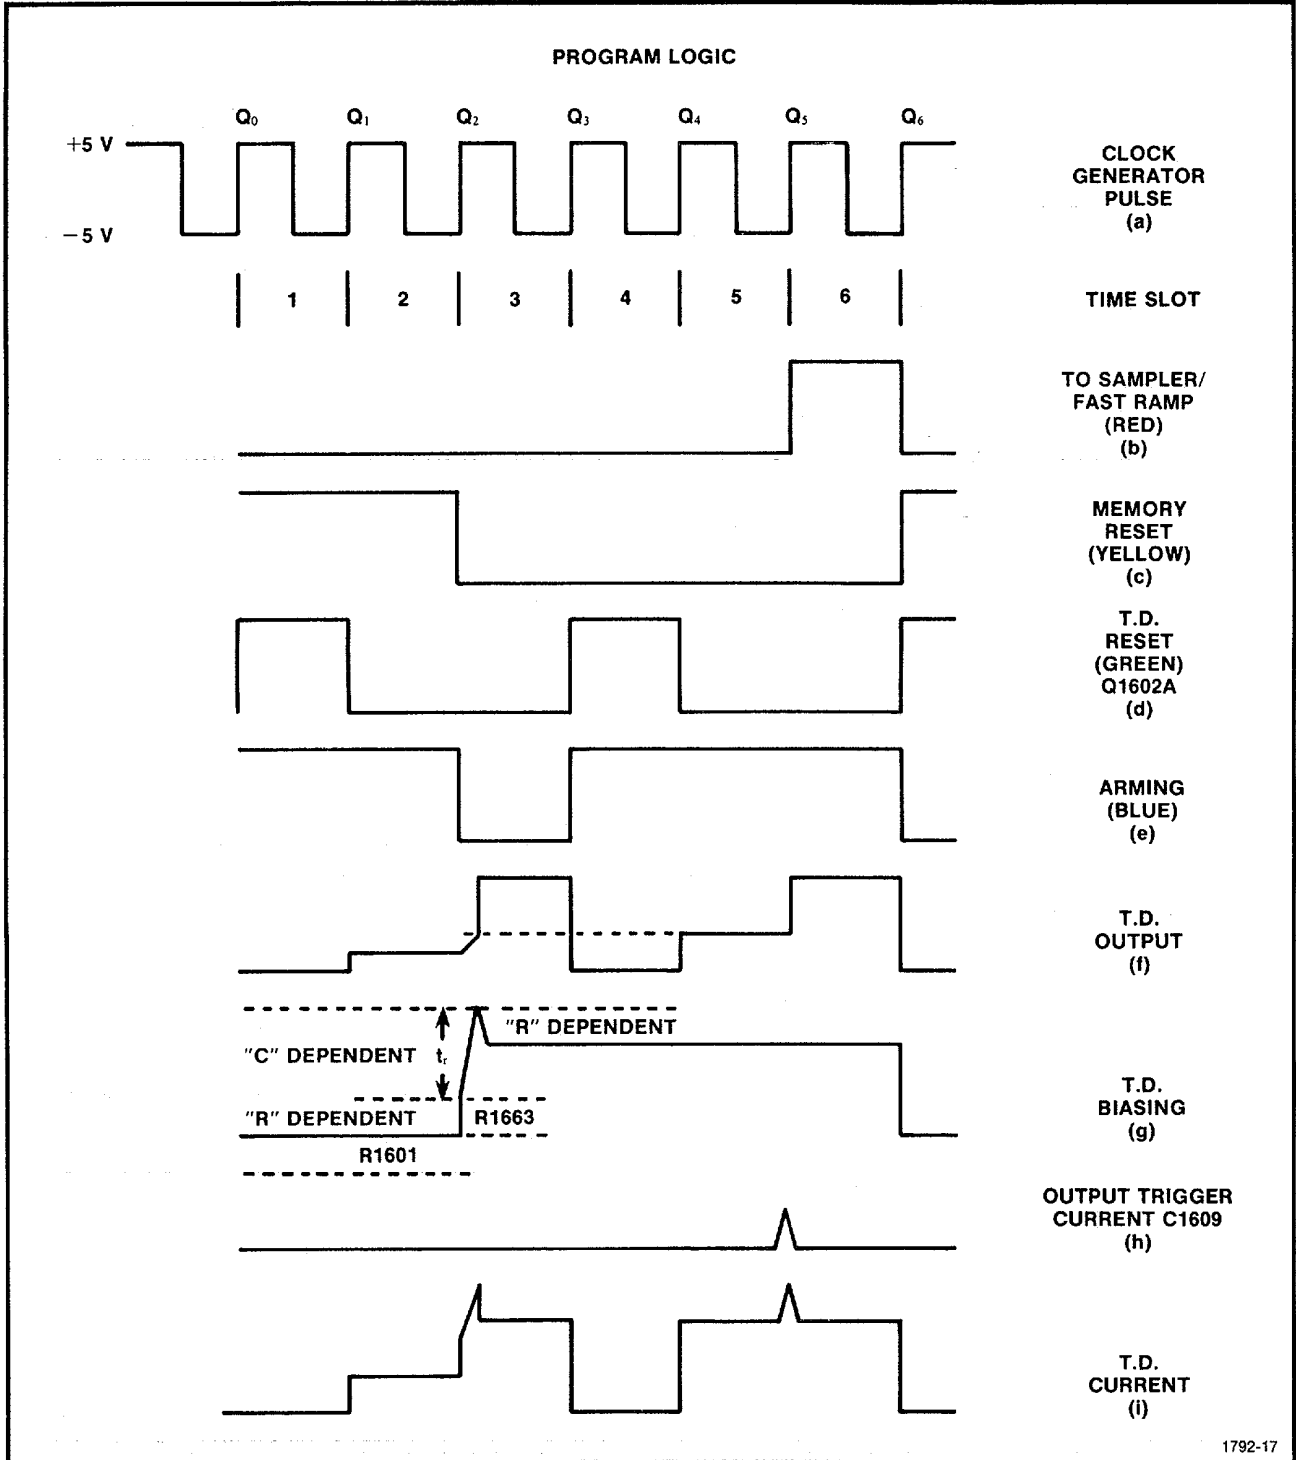 PROGRAM LOGIC
Q₀ Q₁ Q₂ Q₃ Q₄ Q₅ Q₆
+5 V
−5 V
CLOCK
GENERATOR
PULSE
(a)
1 2 3 4 5 6
TIME SLOT
TO SAMPLER/
FAST RAMP
(RED)
(b)
MEMORY
RESET
(YELLOW)
(c)
T.D.
RESET
(GREEN)
Q1602A
(d)
ARMING
(BLUE)
(e)
T.D.
OUTPUT
(f)
"R" DEPENDENT
"C" DEPENDENT tᵣ
"R" DEPENDENT R1663
R1601
T.D.
BIASING
(g)
OUTPUT TRIGGER
CURRENT C1609
(h)
T.D.
CURRENT
(i)
1792-17